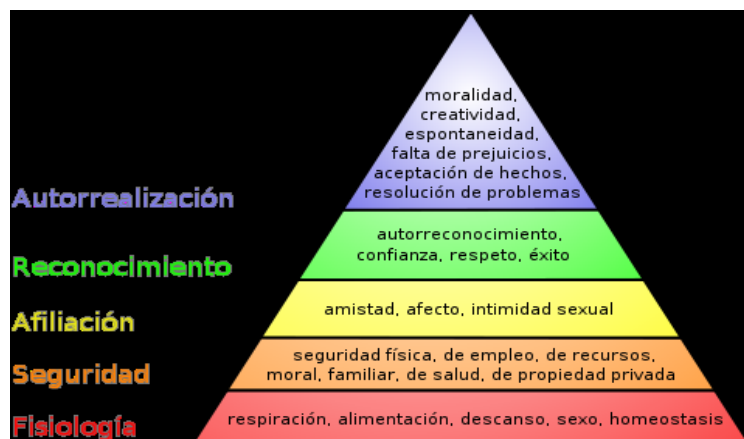 moralidad,
creatividad,
espontaneidad,
falta de prejuicios,
aceptación de hechos,
resolución de problemas
Autorrealización
autorreconocimiento,
confianza, respeto, éxito
Reconocimiento
amistad, afecto, intimidad sexual
Afiliación
seguridad física, de empleo, de recursos,
moral, familiar, de salud, de propiedad privada
Seguridad
respiración, alimentación, descanso, sexo, homeostasis
Fisiología